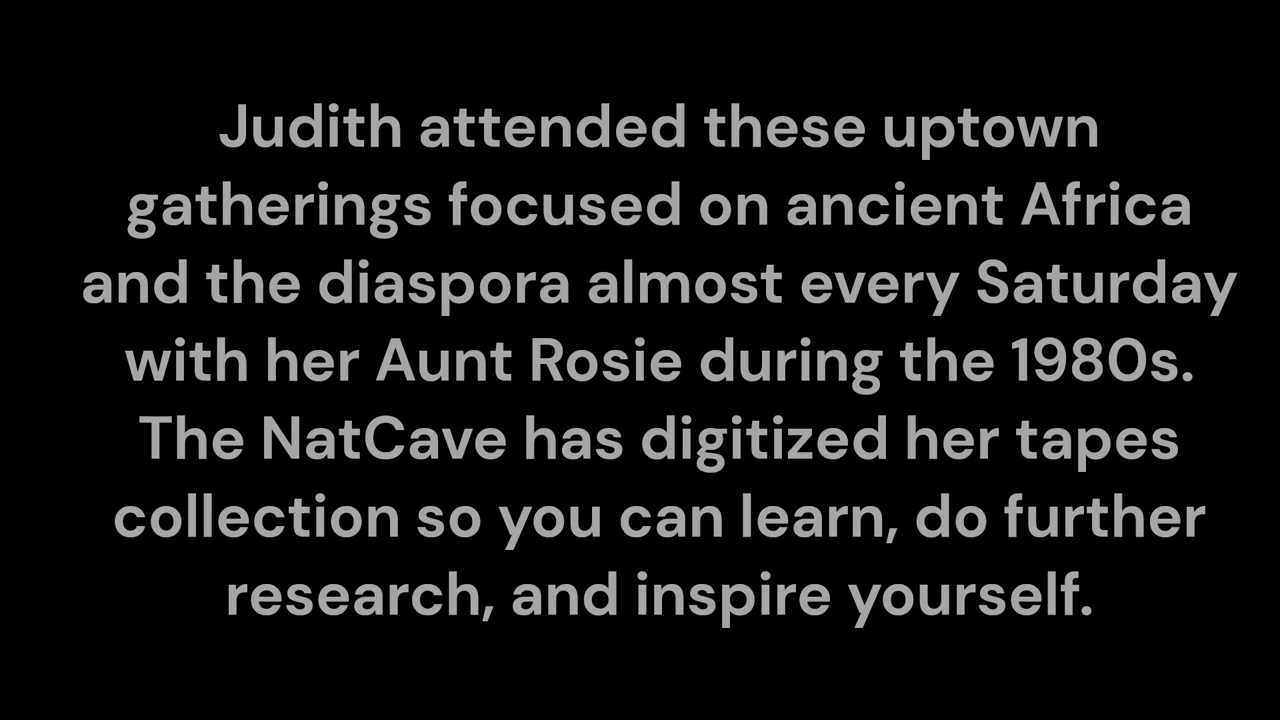 Judith attended these uptown
gatherings focused on ancient Africa
and the diaspora almost every Saturday
with her Aunt Rosie during the 1980s.
The NatCave has digitized her tapes
collection so you can learn, do further
research, and inspire yourself.